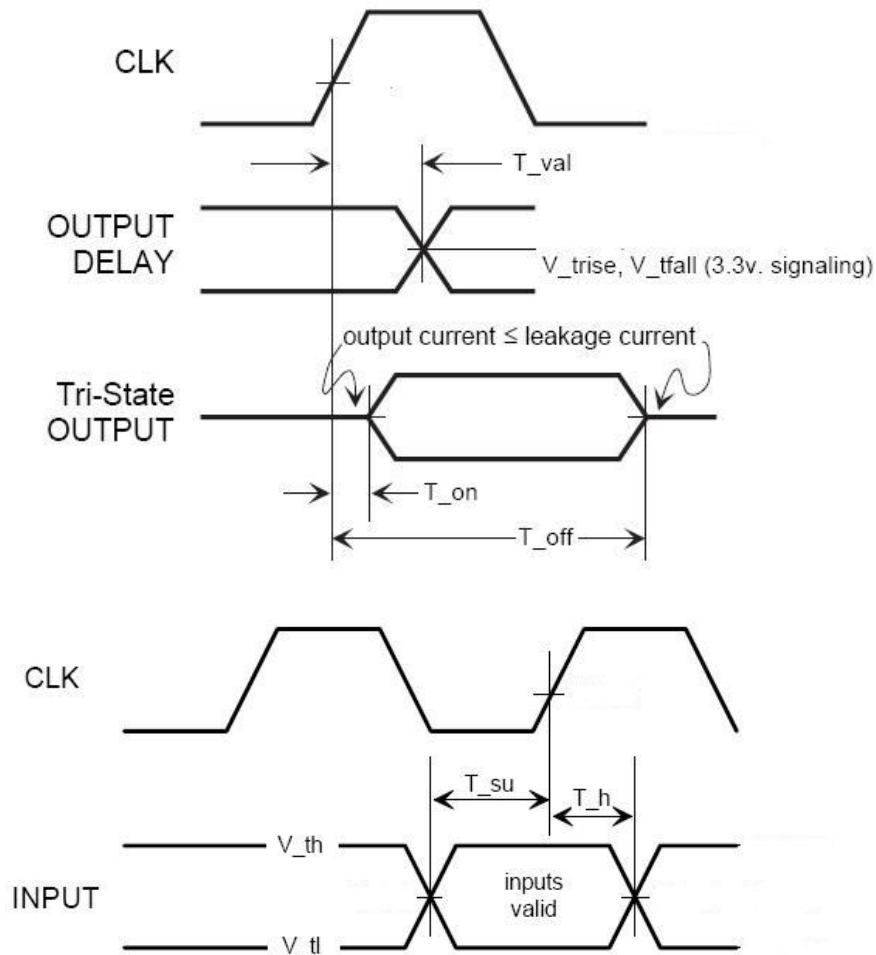 CLK
T_val
OUTPUT
DELAY
V_trise, V_tfall (3.3v. signaling)
output current ≤ leakage current
Tri-State
OUTPUT
T_on
T_off
CLK
T_su
T_h
V_th
INPUT
inputs
valid
V_tl